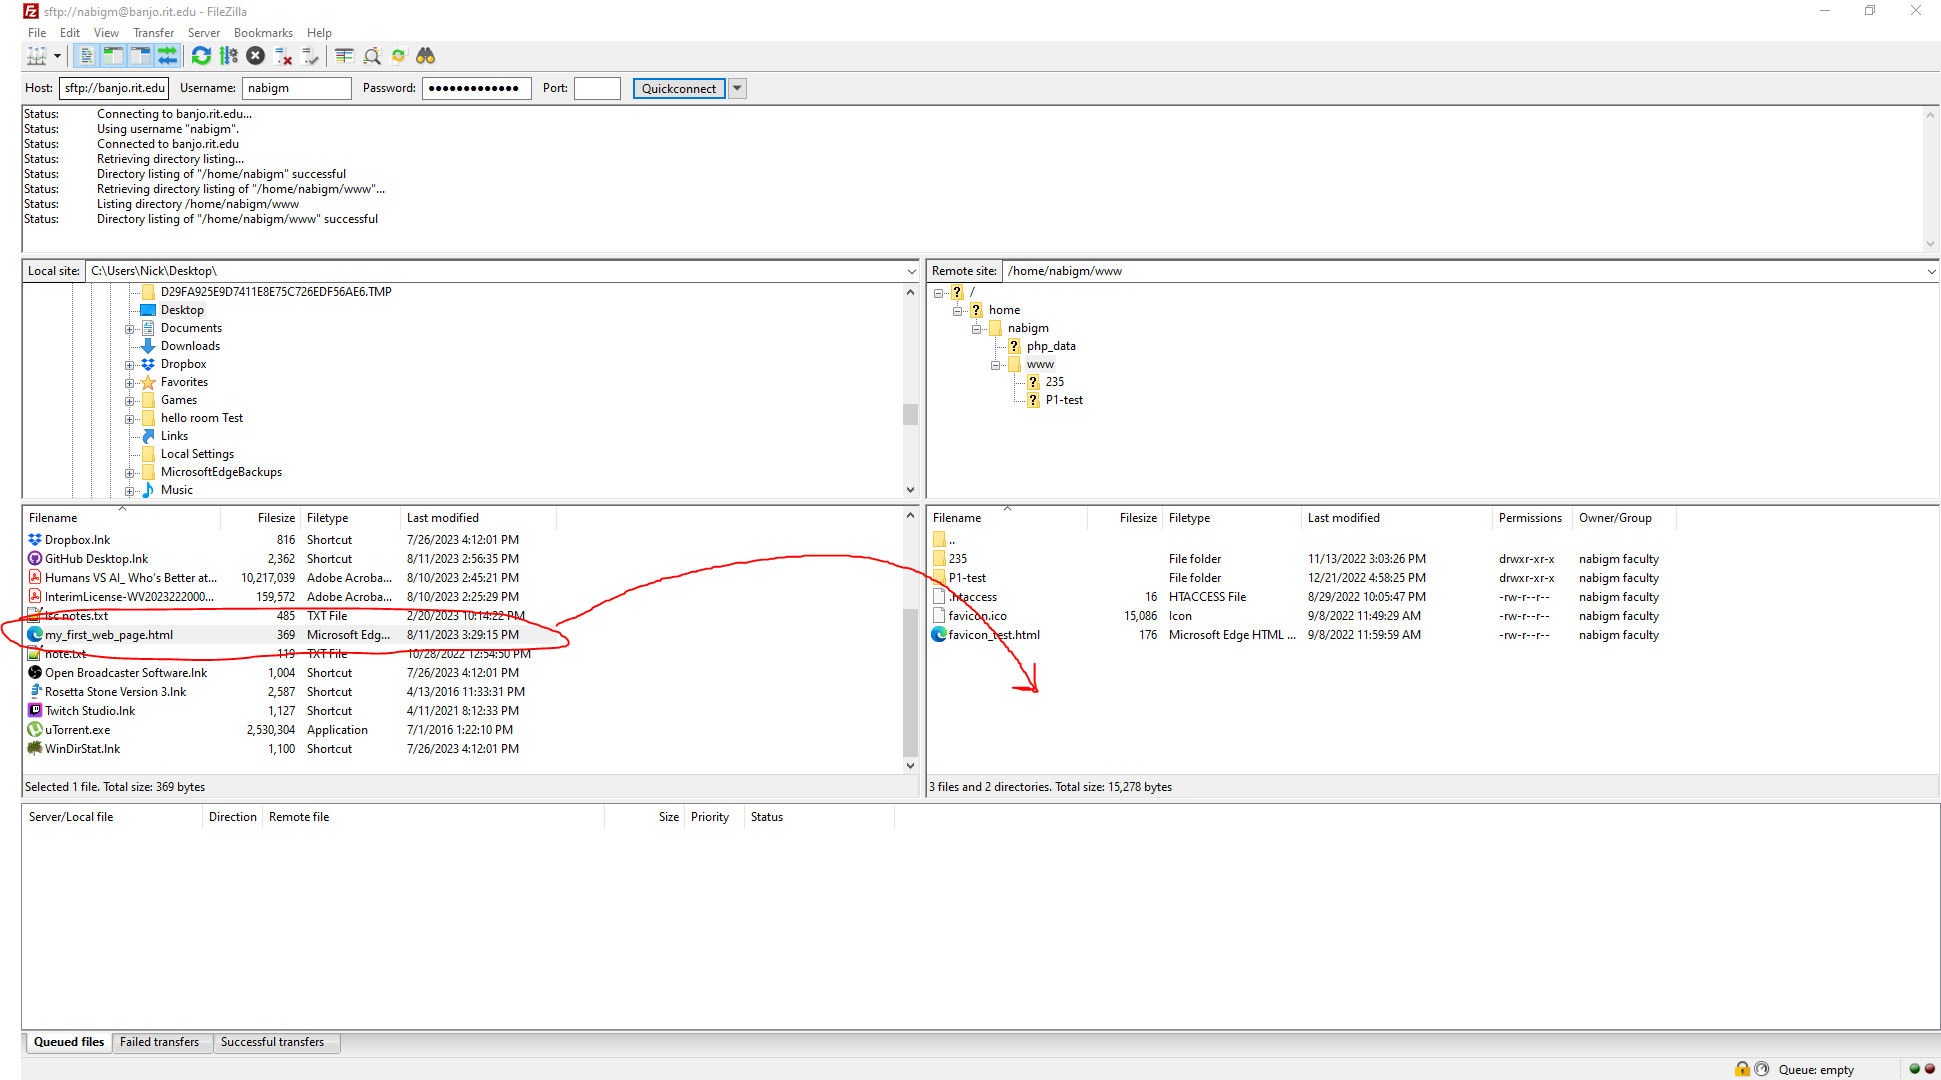 sftp://nabigm@banjo.rit.edu - FileZilla
File Edit View Transfer Server Bookmarks Help
Host: sftp://banjo.rit.edu Username: nabigm Password: ●●●●●●●●●●●●● Port: Quickconnect
Status: Connecting to banjo.rit.edu...
Status: Using username "nabigm".
Status: Connected to banjo.rit.edu
Status: Retrieving directory listing...
Status: Directory listing of "/home/nabigm" successful
Status: Retrieving directory listing of "/home/nabigm/www"...
Status: Listing directory /home/nabigm/www
Status: Directory listing of "/home/nabigm/www" successful
Local site: C:\Users\Nick\Desktop\
D29FA925E9D7411E8E75C726EDF56AE6.TMP
Desktop
Documents
Downloads
Dropbox
Favorites
Games
hello room Test
Links
Local Settings
MicrosoftEdgeBackups
Music
Remote site: /home/nabigm/www
/
home
nabigm
php_data
www
235
P1-test
Filename Filesize Filetype Last modified
Dropbox.lnk 816 Shortcut 7/26/2023 4:12:01 PM
GitHub Desktop.lnk 2,362 Shortcut 8/11/2023 2:56:35 PM
Humans VS AI_ Who's Better at... 10,217,039 Adobe Acroba... 8/10/2023 2:45:21 PM
InterimLicense-WV2023222000... 159,572 Adobe Acroba... 8/10/2023 2:25:29 PM
lsc notes.txt 485 TXT File 2/20/2023 10:14:22 PM
my_first_web_page.html 369 Microsoft Edg... 8/11/2023 3:29:15 PM
note.txt 119 TXT File 10/28/2022 12:54:50 PM
Open Broadcaster Software.lnk 1,004 Shortcut 7/26/2023 4:12:01 PM
Rosetta Stone Version 3.lnk 2,587 Shortcut 4/13/2016 11:33:31 PM
Twitch Studio.lnk 1,127 Shortcut 4/11/2021 8:12:33 PM
uTorrent.exe 2,530,304 Application 7/1/2016 1:22:10 PM
WinDirStat.lnk 1,100 Shortcut 7/26/2023 4:12:01 PM
Selected 1 file. Total size: 369 bytes
Filename Filesize Filetype Last modified Permissions Owner/Group
..
235 File folder 11/13/2022 3:03:26 PM drwxr-xr-x nabigm faculty
P1-test File folder 12/21/2022 4:58:25 PM drwxr-xr-x nabigm faculty
.htaccess 16 HTACCESS File 8/29/2022 10:05:47 PM -rw-r--r-- nabigm faculty
favicon.ico 15,086 Icon 9/8/2022 11:49:29 AM -rw-r--r-- nabigm faculty
favicon_test.html 176 Microsoft Edge HTML ... 9/8/2022 11:59:59 AM -rw-r--r-- nabigm faculty
3 files and 2 directories. Total size: 15,278 bytes
Server/Local file Direction Remote file Size Priority Status
Queued files Failed transfers Successful transfers
Queue: empty